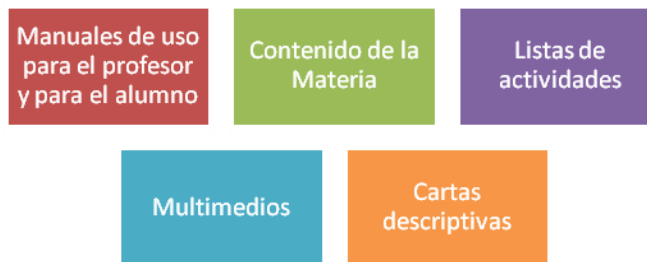 Manuales de uso
para el profesor
y para el alumno
Contenido de la
Materia
Listas de
actividades
Multimedios
Cartas
descriptivas